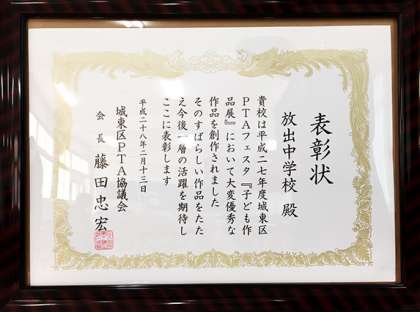 表彰状
放出中学校 殿
貴校は平成二七年度城東区
PTAフェスタ『子ども作
品展』において大変優秀な
作品を創作されました
そのすばらしい作品をたた
え今後一層の活躍を期待し
ここに表彰します
平成二十八年二月十三日
城東区PTA協議会
会長 藤田忠宏